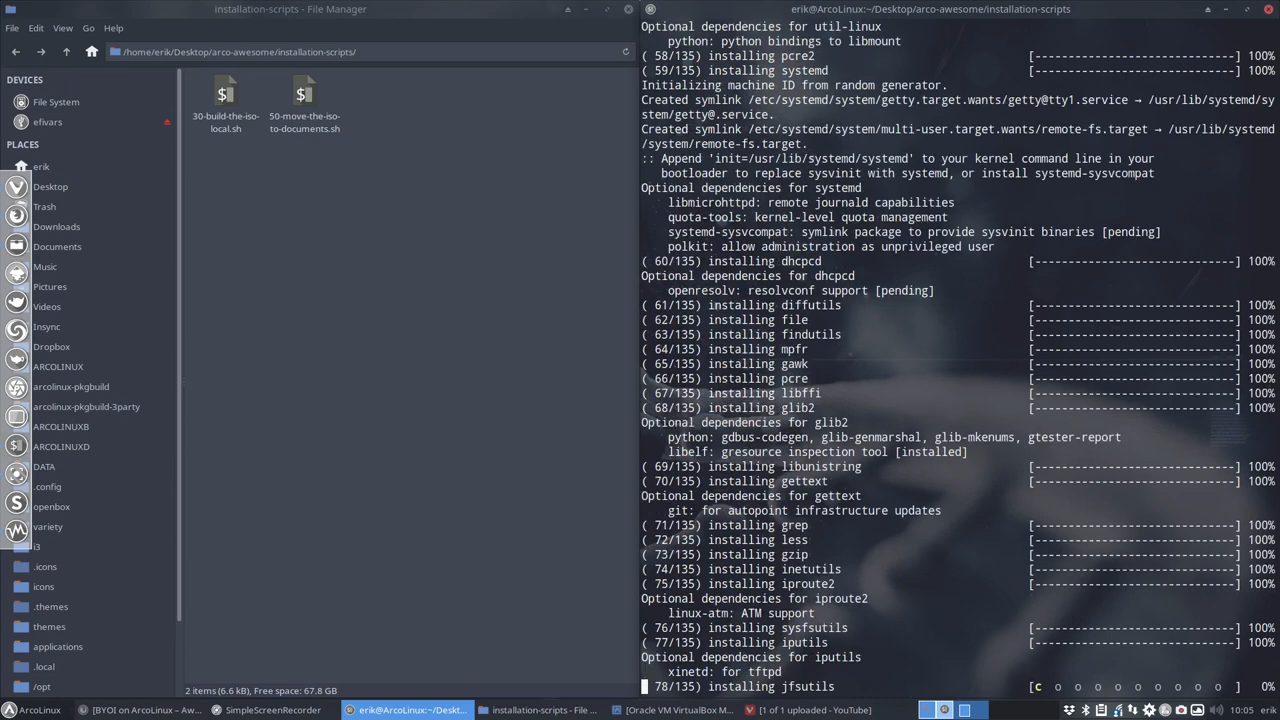 installation-scripts - File Manager
File Edit View Go Help
/home/erik/Desktop/arco-awesome/installation-scripts/
DEVICES
File System
efivars
PLACES
erik
Desktop
Trash
Downloads
Documents
Music
Pictures
Videos
Insync
Dropbox
ARCOLINUX
arcolinux-pkgbuild
arcolinux-pkgbuild-3party
ARCOLINUXB
ARCOLINUXD
DATA
.config
openbox
variety
i3
.icons
icons
.themes
themes
applications
.local
/opt
30-build-the-iso-
local.sh
50-move-the-iso-
to-documents.sh
2 items (6.6 kB), Free space: 67.8 GB
erik@ArcoLinux:~/Desktop/arco-awesome/installation-scripts
Optional dependencies for util-linux
python: python bindings to libmount
( 58/135) installing pcre2 [------------------------------] 100%
( 59/135) installing systemd [------------------------------] 100%
Initializing machine ID from random generator.
Created symlink /etc/systemd/system/getty.target.wants/getty@tty1.service → /usr/lib/systemd/sy
stem/getty@.service.
Created symlink /etc/systemd/system/multi-user.target.wants/remote-fs.target → /usr/lib/systemd
/system/remote-fs.target.
:: Append 'init=/usr/lib/systemd/systemd' to your kernel command line in your
bootloader to replace sysvinit with systemd, or install systemd-sysvcompat
Optional dependencies for systemd
libmicrohttpd: remote journald capabilities
quota-tools: kernel-level quota management
systemd-sysvcompat: symlink package to provide sysvinit binaries [pending]
polkit: allow administration as unprivileged user
( 60/135) installing dhcpcd [------------------------------] 100%
Optional dependencies for dhcpcd
openresolv: resolvconf support [pending]
( 61/135) installing diffutils [------------------------------] 100%
( 62/135) installing file [------------------------------] 100%
( 63/135) installing findutils [------------------------------] 100%
( 64/135) installing mpfr [------------------------------] 100%
( 65/135) installing gawk [------------------------------] 100%
( 66/135) installing pcre [------------------------------] 100%
( 67/135) installing libffi [------------------------------] 100%
( 68/135) installing glib2 [------------------------------] 100%
Optional dependencies for glib2
python: gdbus-codegen, glib-genmarshal, glib-mkenums, gtester-report
libelf: gresource inspection tool [installed]
( 69/135) installing libunistring [------------------------------] 100%
( 70/135) installing gettext [------------------------------] 100%
Optional dependencies for gettext
git: for autopoint infrastructure updates
( 71/135) installing grep [------------------------------] 100%
( 72/135) installing less [------------------------------] 100%
( 73/135) installing gzip [------------------------------] 100%
( 74/135) installing inetutils [------------------------------] 100%
( 75/135) installing iproute2 [------------------------------] 100%
Optional dependencies for iproute2
linux-atm: ATM support
( 76/135) installing sysfsutils [------------------------------] 100%
( 77/135) installing iputils [------------------------------] 100%
Optional dependencies for iputils
xinetd: for tftpd
78/135) installing jfsutils [c o o o o o o o o o ] 0%
ArcoLinux [BYOI on ArcoLinux – Aw... SimpleScreenRecorder erik@ArcoLinux:~/Deskt... installation-scripts - File... [Oracle VM VirtualBox M... [1 of 1 uploaded - YouTube] 10:05 erik